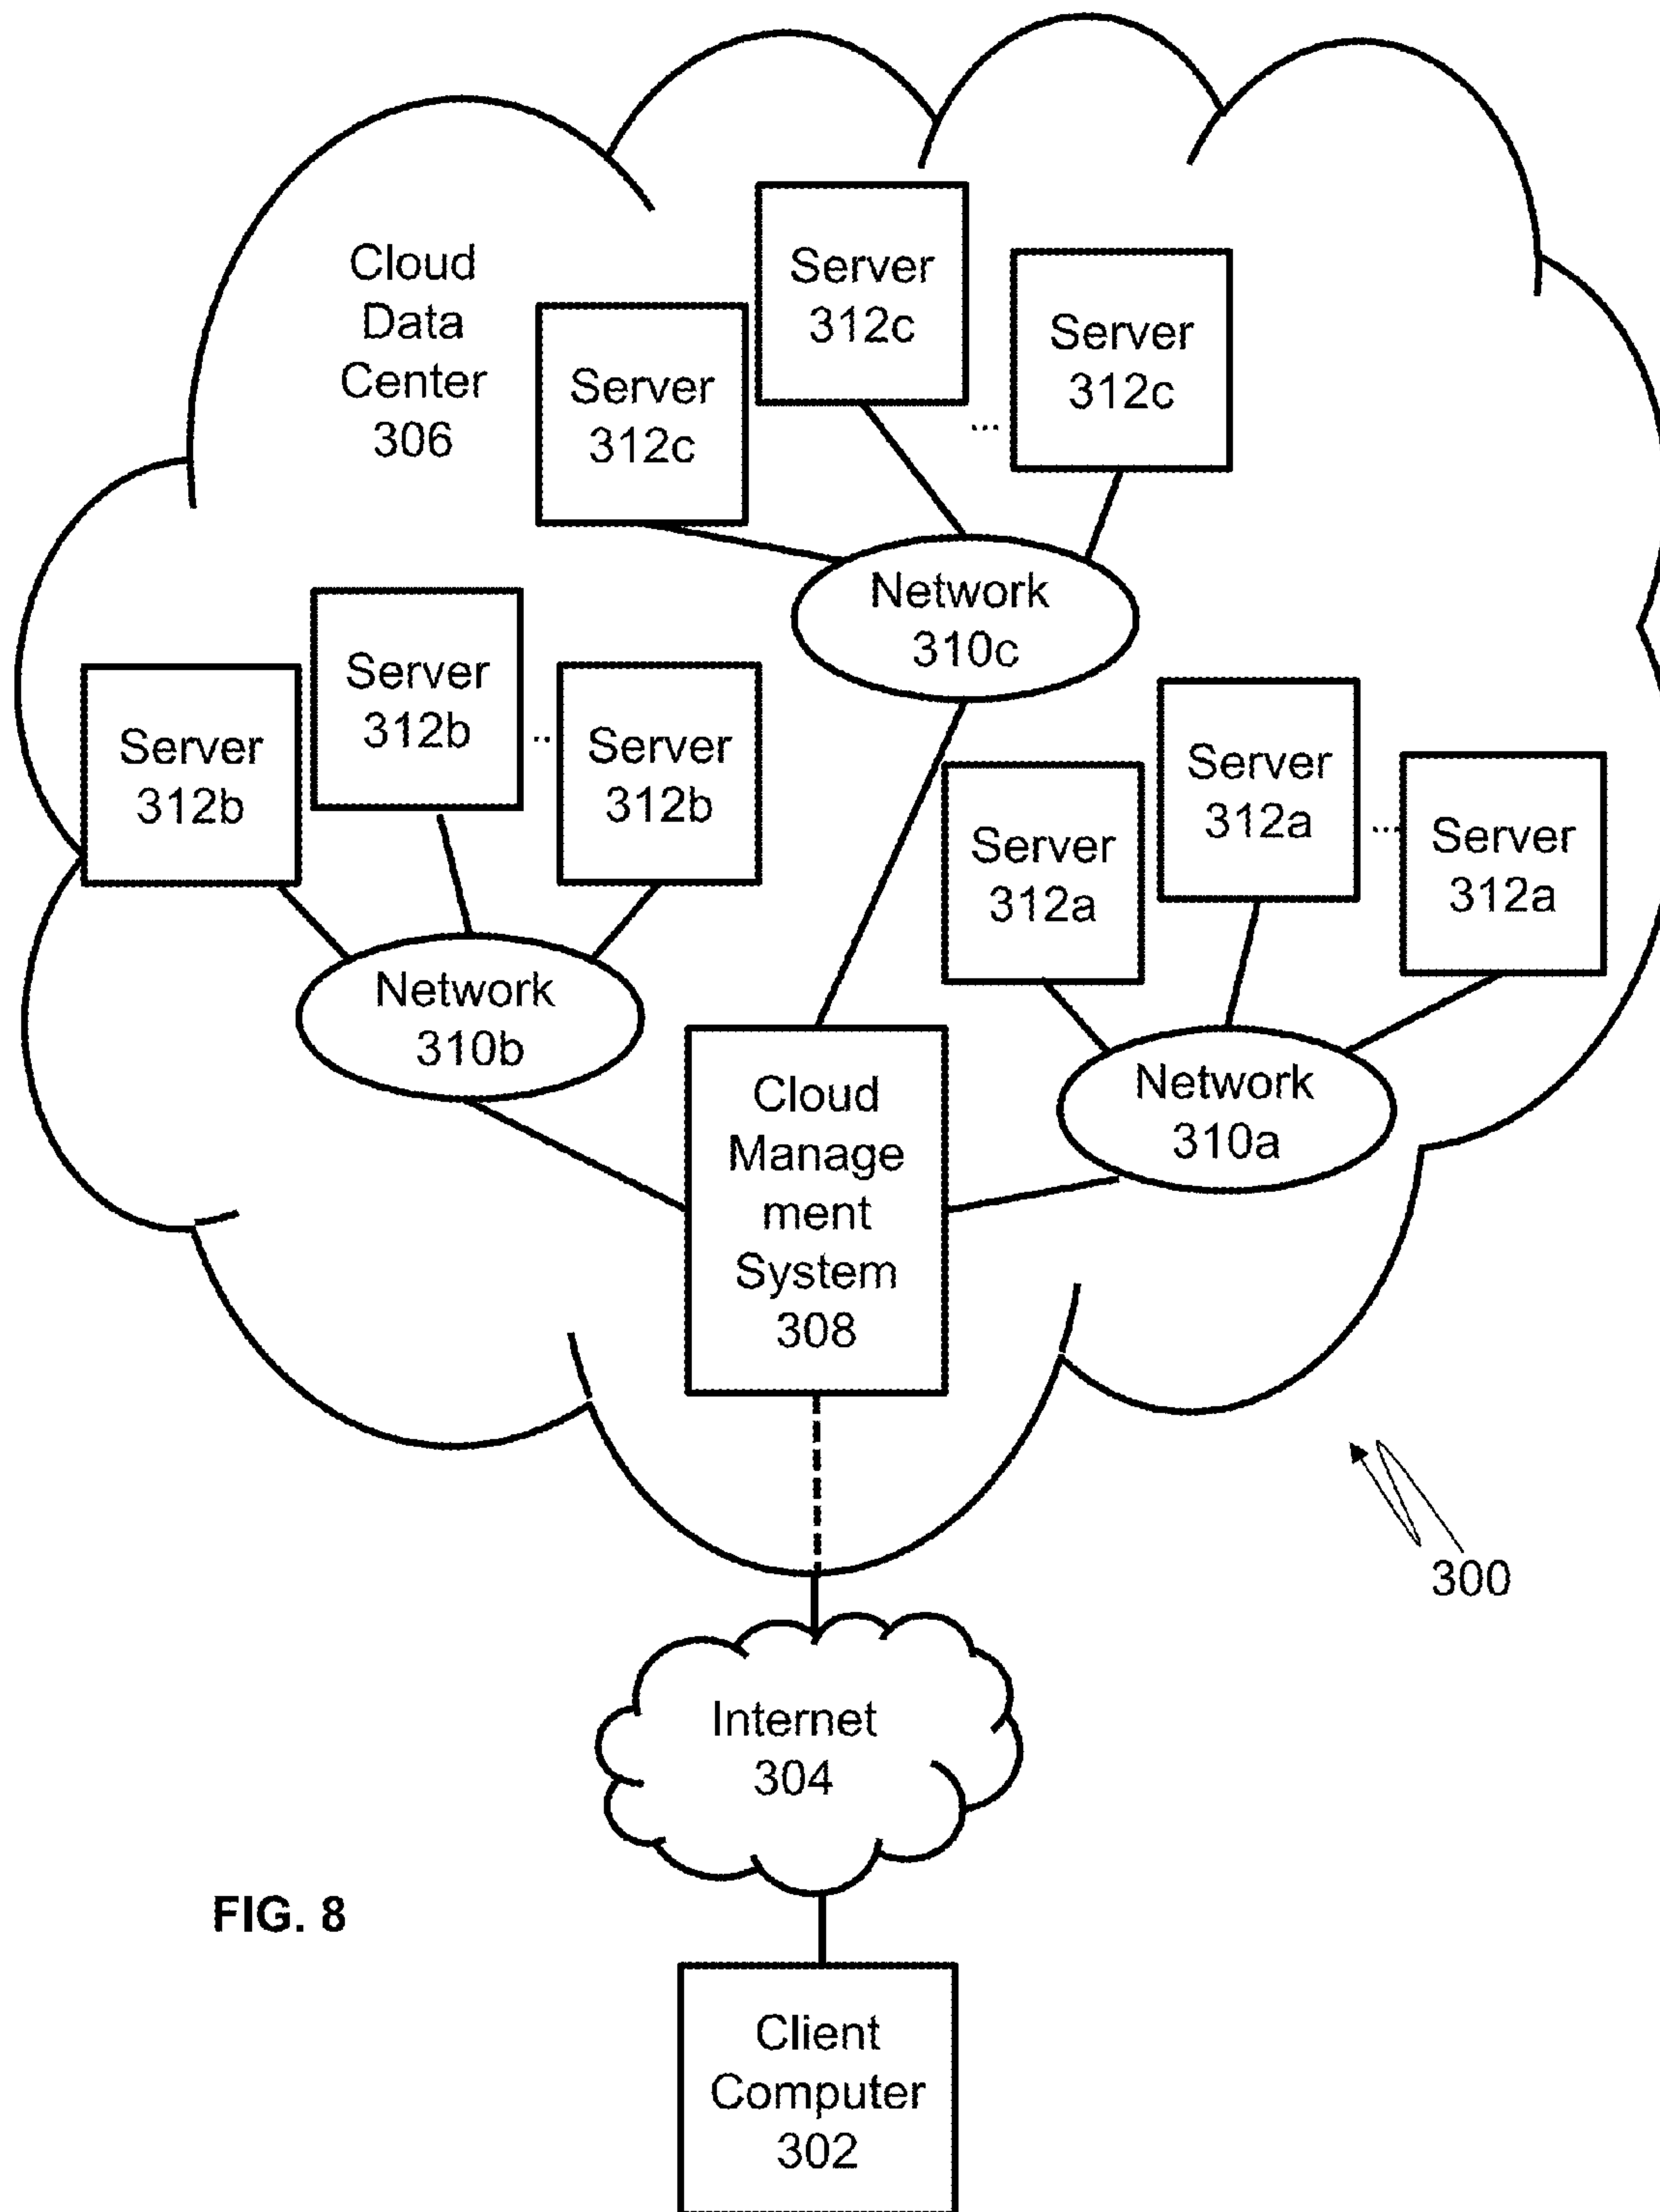 Cloud
Data
Center
306
Server
312c
Server
312c
...
Server
312c
Network
310c
Server
312b
Server
312b
..
Server
312b
Network
310b
Server
312a
Server
312a
...
Server
312a
Network
310a
Cloud
Manage
ment
System
308
300
Internet
304
FIG. 8
Client
Computer
302